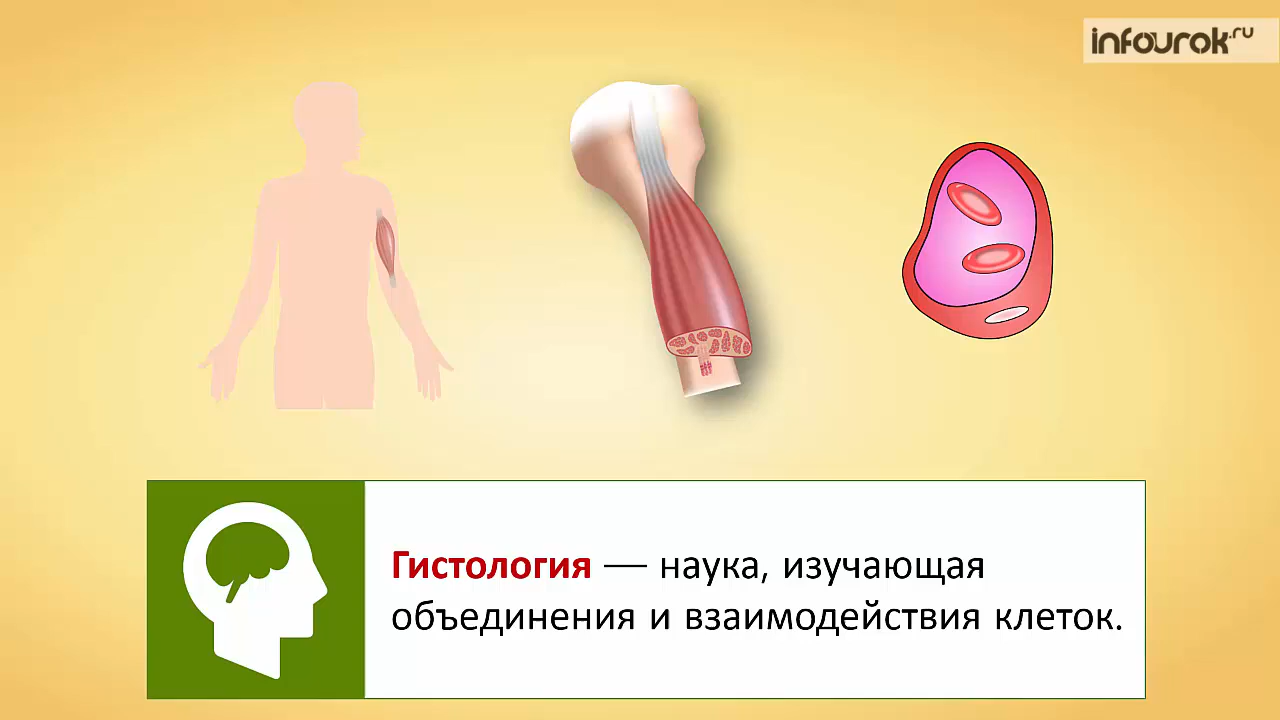 infourok.ru
Гистология — наука, изучающая
объединения и взаимодействия клеток.